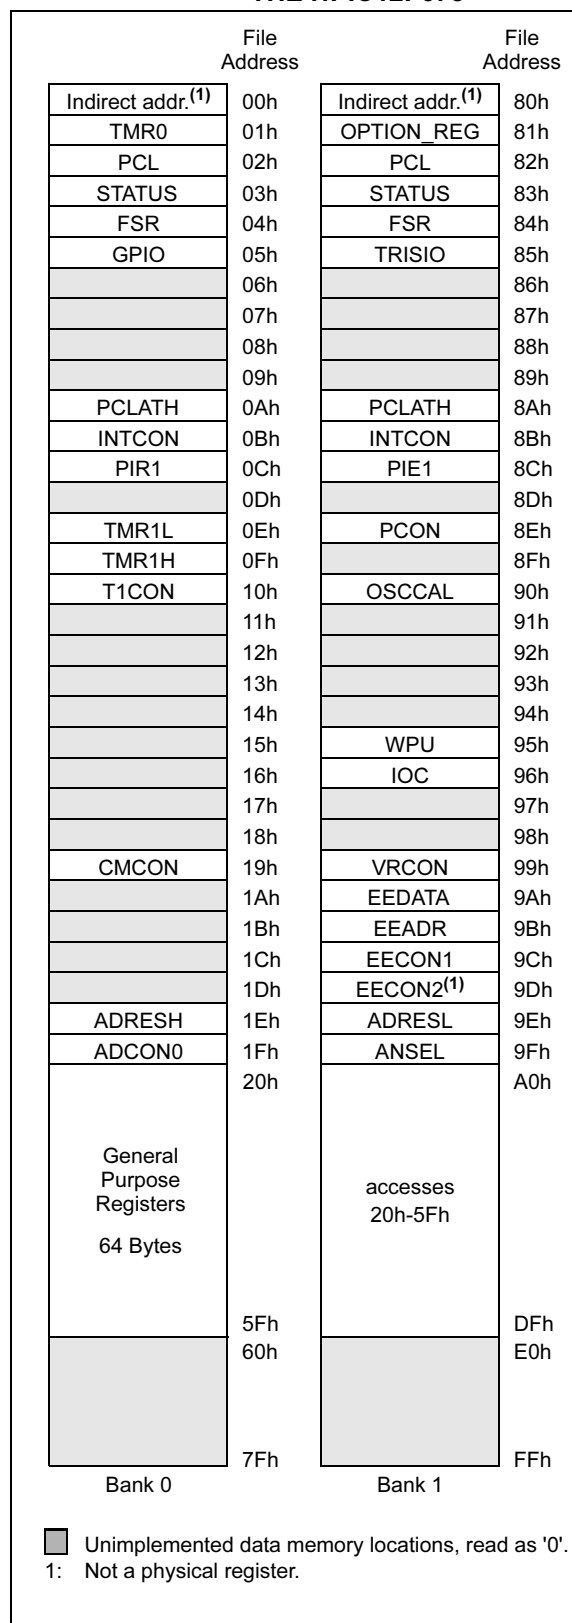 File
Address
File
Address
Indirect addr.(1) 00h Indirect addr.(1) 80h
TMR0 01h OPTION_REG 81h
PCL 02h PCL 82h
STATUS 03h STATUS 83h
FSR 04h FSR 84h
GPIO 05h TRISIO 85h
06h 86h
07h 87h
08h 88h
09h 89h
PCLATH 0Ah PCLATH 8Ah
INTCON 0Bh INTCON 8Bh
PIR1 0Ch PIE1 8Ch
0Dh 8Dh
TMR1L 0Eh PCON 8Eh
TMR1H 0Fh 8Fh
T1CON 10h OSCCAL 90h
11h 91h
12h 92h
13h 93h
14h 94h
15h WPU 95h
16h IOC 96h
17h 97h
18h 98h
CMCON 19h VRCON 99h
1Ah EEDATA 9Ah
1Bh EEADR 9Bh
1Ch EECON1 9Ch
1Dh EECON2(1) 9Dh
ADRESH 1Eh ADRESL 9Eh
ADCON0 1Fh ANSEL 9Fh
20h A0h
General
Purpose
Registers
64 Bytes
accesses
20h-5Fh
5Fh DFh
60h E0h
7Fh FFh
Bank 0 Bank 1
Unimplemented data memory locations, read as '0'.
1: Not a physical register.